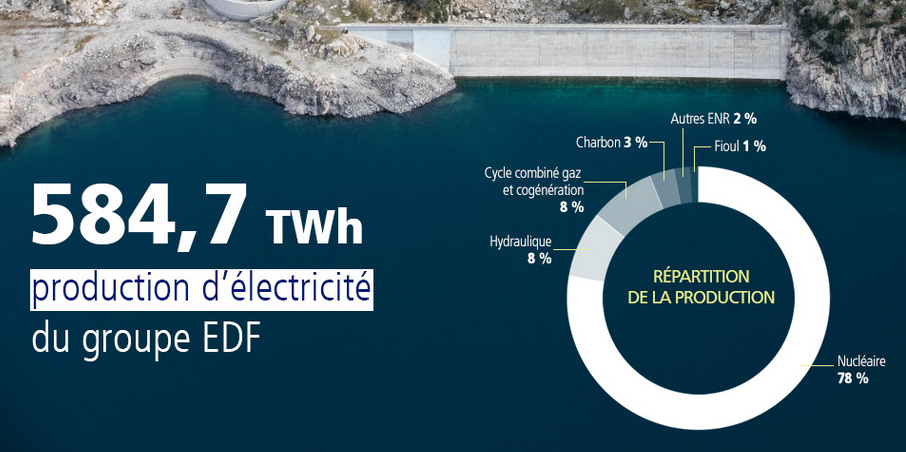 584,7 TWh
production d’électricité
du groupe EDF
Autres ENR 2 %
Charbon 3 %
Fioul 1 %
Cycle combiné gaz
et cogénération
8 %
Hydraulique
8 %
RÉPARTITION
DE LA PRODUCTION
Nucléaire
78 %